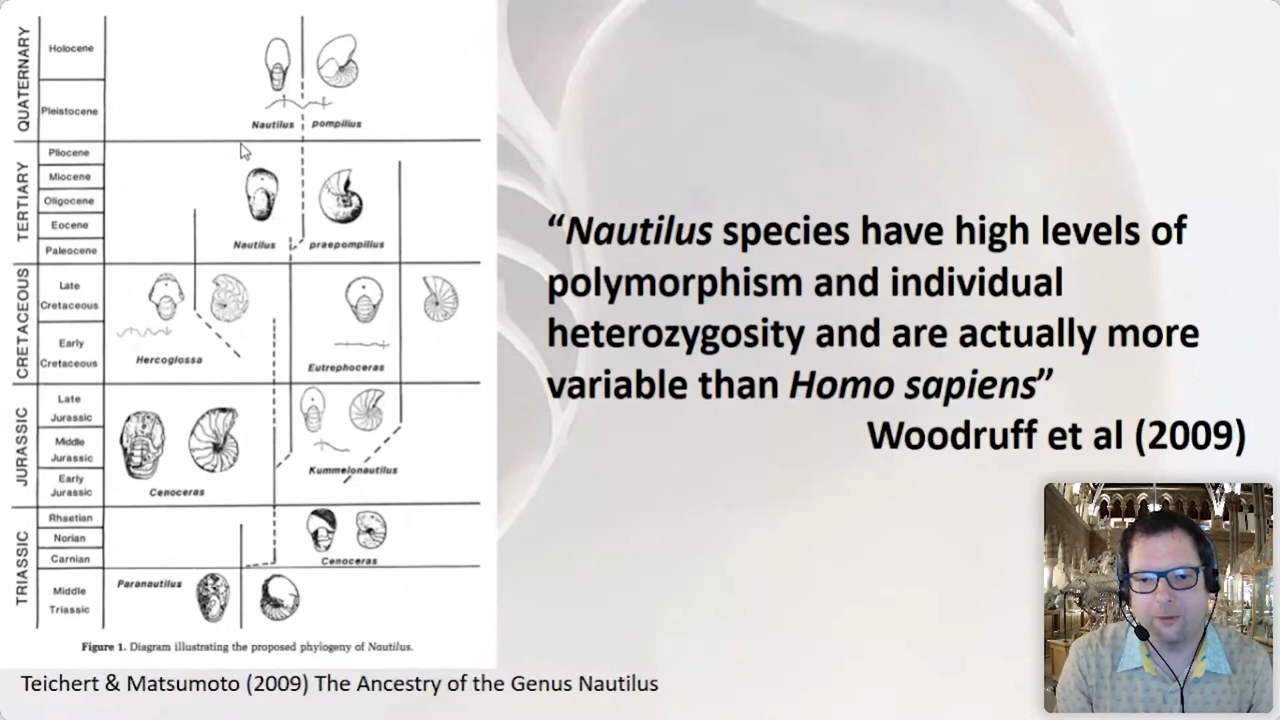 QUATERNARY
Holocene
Pleistocene
Nautilus pompilius
TERTIARY
Pliocene
Miocene
Oligocene
Eocene
Paleocene
Nautilus praepompilius
CRETACEOUS
Late
Cretaceous
Early
Cretaceous
Hercoglossa
Eutrephoceras
JURASSIC
Late
Jurassic
Middle
Jurassic
Early
Jurassic
Cenoceras
Kummelonautilus
TRIASSIC
Rhaetian
Norian
Carnian
Cenoceras
Middle
Triassic
Paranautilus
Figure 1. Diagram illustrating the proposed phylogeny of Nautilus.
Teichert & Matsumoto (2009) The Ancestry of the Genus Nautilus
“Nautilus species have high levels of
polymorphism and individual
heterozygosity and are actually more
variable than Homo sapiens”
Woodruff et al (2009)